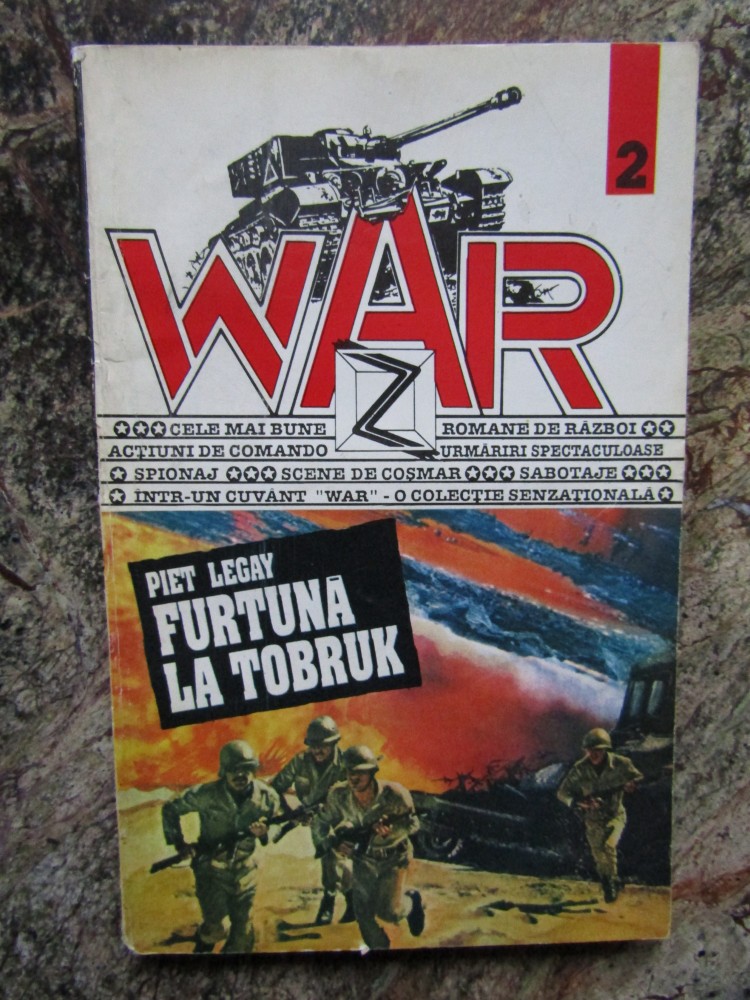 2
WAR
Z
✪✪✪ CELE MAI BUNE ROMANE DE RĂZBOI ✪✪
ACȚIUNI DE COMANDO URMĂRIRI SPECTACULOASE
✪ SPIONAJ ✪✪✪ SCENE DE COȘMAR ✪✪✪ SABOTAJE ✪✪✪
✪ ÎNTR-UN CUVÂNT "WAR" - O COLECȚIE SENZAȚIONALĂ ✪
PIET LEGAY
FURTUNĂ
LA TOBRUK